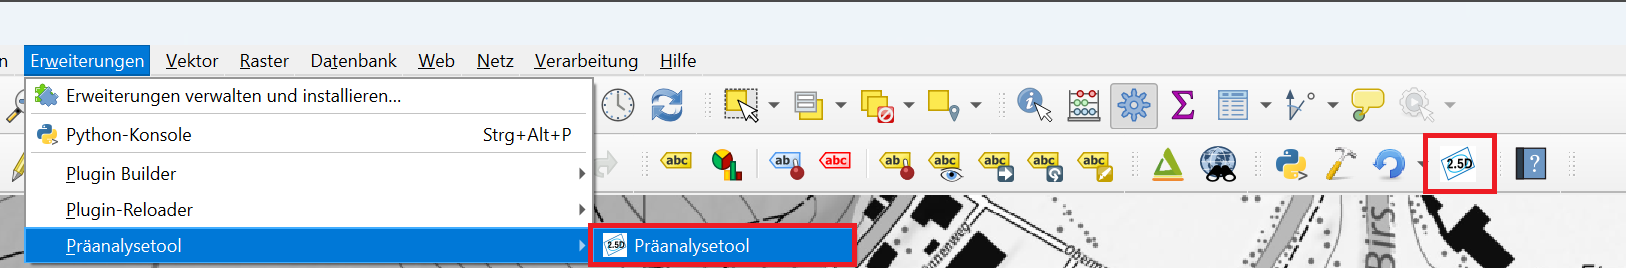 n Erweiterungen Vektor Raster Datenbank Web Netz Verarbeitung Hilfe
Erweiterungen verwalten und installieren...
Python-Konsole Strg+Alt+P
abc ab abc ab abc abc abc abc 2.5D ?
Plugin Builder
Plugin-Reloader
Präanalysetool
2.5D Präanalysetool
nnenweg
Birs